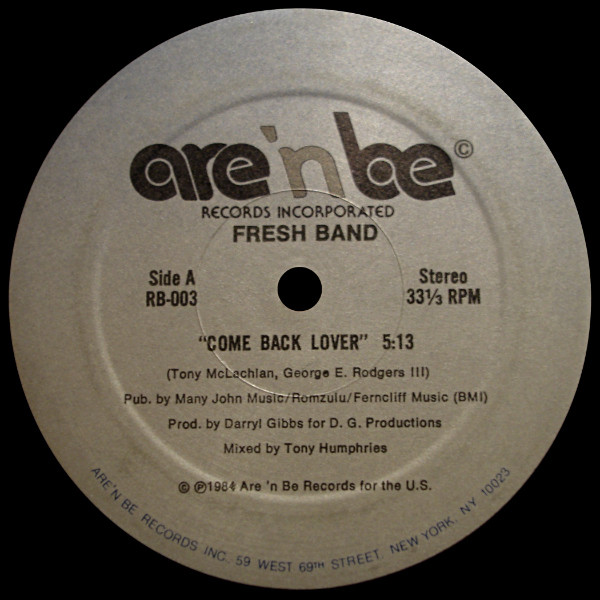 are 'n be ©
RECORDS INCORPORATED
FRESH BAND
Side A
RB-003
Stereo
33⅓ RPM
“COME BACK LOVER” 5:13
(Tony McLachlan, George E. Rodgers III)
Pub. by Many John Music/Romzulu/Ferncliff Music (BMI)
Prod. by Darryl Gibbs for D. G. Productions
Mixed by Tony Humphries
© ℗1984 Are 'n Be Records for the U.S.
ARE'N BE RECORDS INC. 59 WEST 69TH STREET, NEW YORK, NY 10023